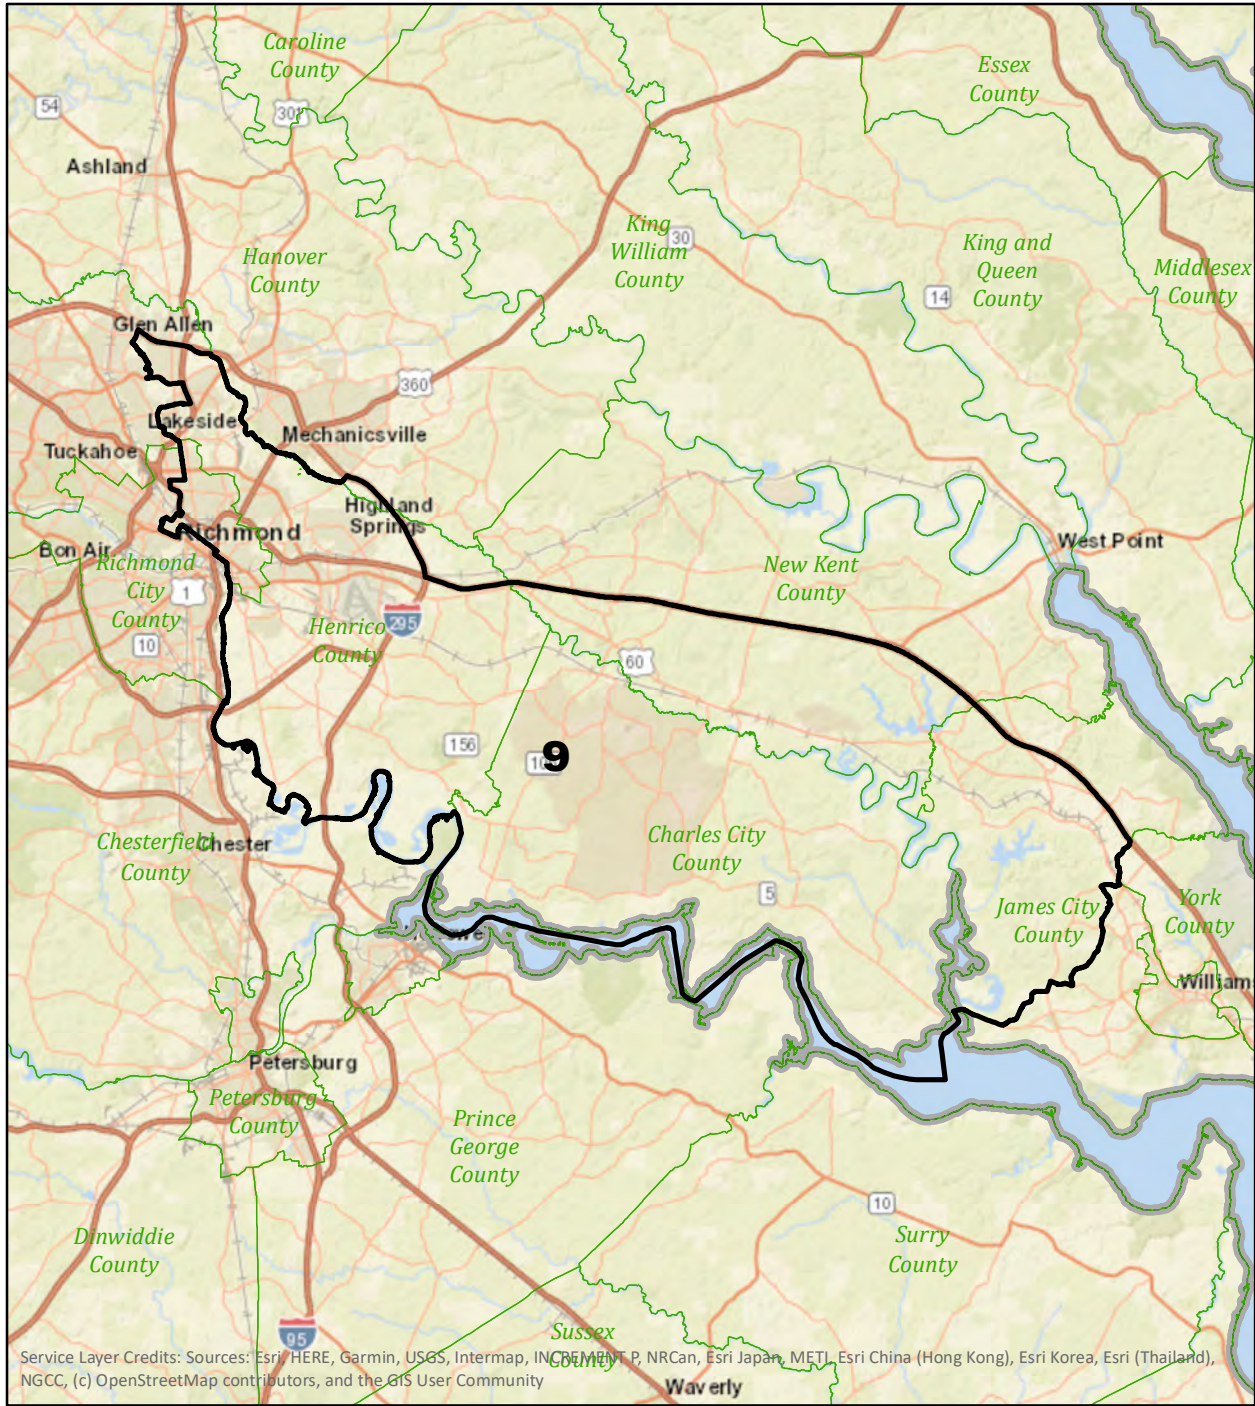 Caroline
County
Essex
County
54
301
Ashland
King
William
County
30
King and
Queen
County
Hanover
County
Middlesex
County
14
Glen Allen
360
Lakeside
Mechanicsville
Tuckahoe
Highland
Springs
Richmond
Bon Air
West Point
Richmond
City
County
New Kent
County
1
295
Henrico
County
10
60
156
9
Charles City
County
Chester
Chesterfield
County
5
James City
County
York
County
Williams
Petersburg
Petersburg
County
Prince
George
County
10
Dinwiddie
County
Surry
County
95
Sussex
County
Service Layer Credits: Sources: Esri, HERE, Garmin, USGS, Intermap, INCREMENT P, NRCan, Esri Japan, METI, Esri China (Hong Kong), Esri Korea, Esri (Thailand),
NGCC, (c) OpenStreetMap contributors, and the GIS User Community
Waverly